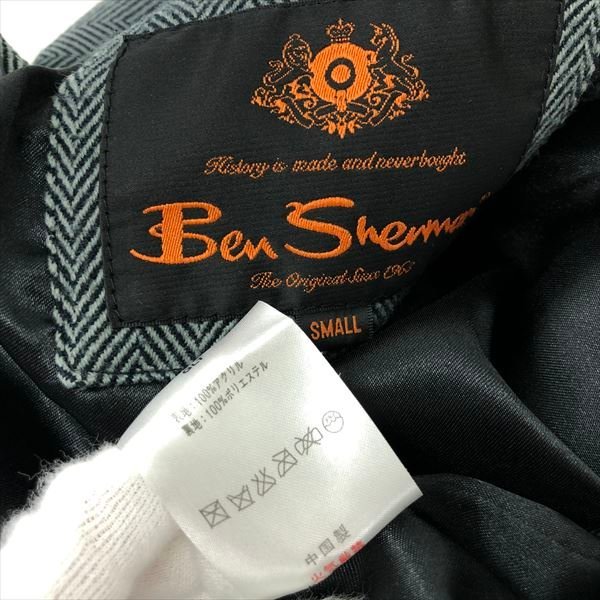 History is made and never bought
Ben Sherman
The Original Since 1963
SMALL
表地：100%アクリル
裏地：100%ポリエステル
中国製